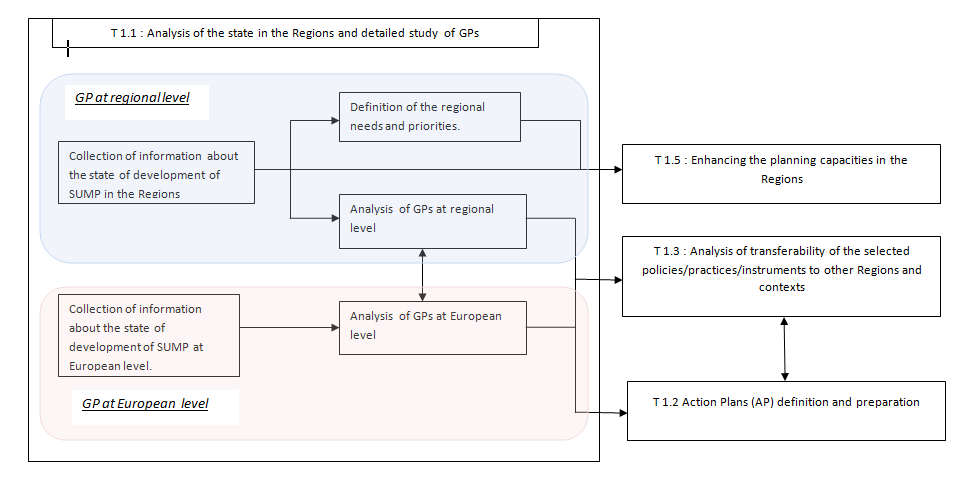 T 1.1 : Analysis of the state in the Regions and detailed study of GPs
GP at regional level
Definition of the regional
needs and priorities.
Collection of information about
the state of development of
SUMP in the Regions
T 1.5 : Enhancing the planning capacities in the
Regions
Analysis of GPs at regional
level
T 1.3 : Analysis of transferability of the selected
policies/practices/instruments to other Regions and
contexts
Collection of information
about the state of
development of SUMP at
European level.
Analysis of GPs at European
level
GP at European level
T 1.2 Action Plans (AP) definition and preparation